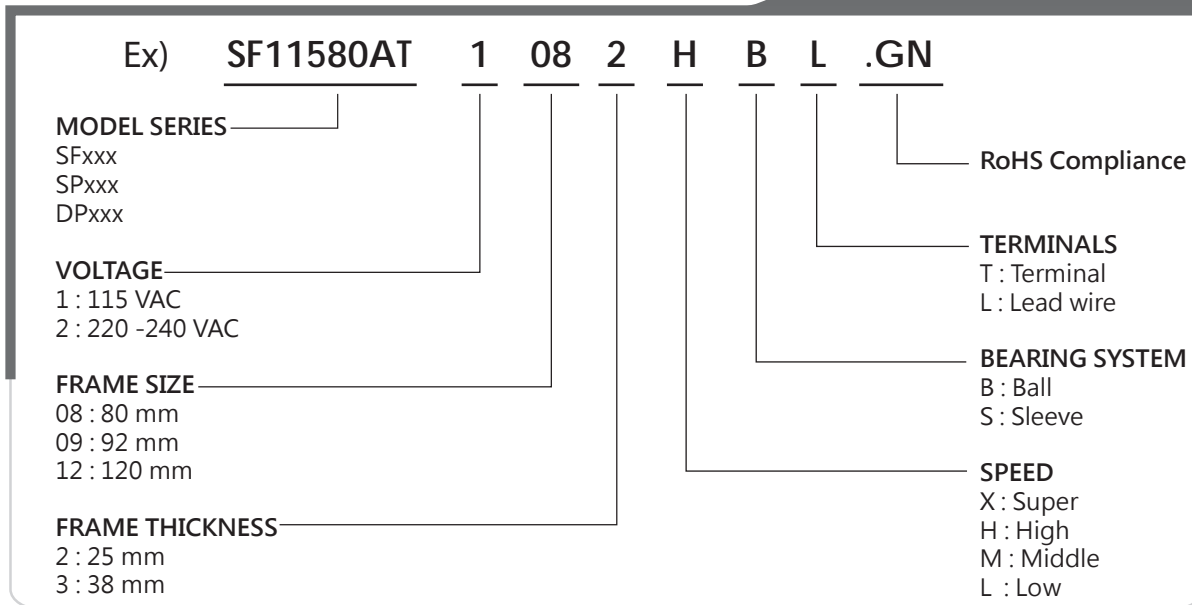 Ex) SF11580AT 1 08 2 H B L .GN
MODEL SERIES
SFxxx
SPxxx
DPxxx
VOLTAGE
1 : 115 VAC
2 : 220 -240 VAC
FRAME SIZE
08 : 80 mm
09 : 92 mm
12 : 120 mm
FRAME THICKNESS
2 : 25 mm
3 : 38 mm
RoHS Compliance
TERMINALS
T : Terminal
L : Lead wire
BEARING SYSTEM
B : Ball
S : Sleeve
SPEED
X : Super
H : High
M : Middle
L : Low